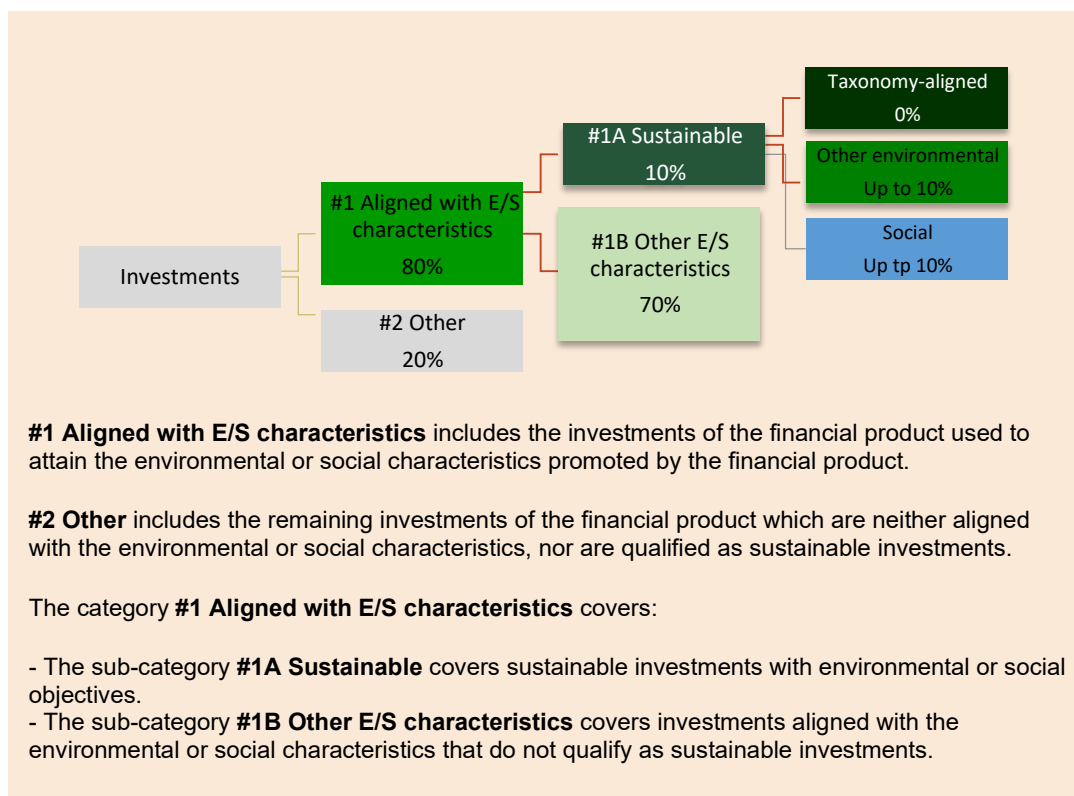 Taxonomy-aligned
0%
#1A Sustainable
10%
Other environmental
Up to 10%
#1 Aligned with E/S
characteristics
80%
#1B Other E/S
characteristics
70%
Social
Up tp 10%
Investments
#2 Other
20%
#1 Aligned with E/S characteristics includes the investments of the financial product used to
attain the environmental or social characteristics promoted by the financial product.
#2 Other includes the remaining investments of the financial product which are neither aligned
with the environmental or social characteristics, nor are qualified as sustainable investments.
The category #1 Aligned with E/S characteristics covers:
- The sub-category #1A Sustainable covers sustainable investments with environmental or social
objectives.
- The sub-category #1B Other E/S characteristics covers investments aligned with the
environmental or social characteristics that do not qualify as sustainable investments.